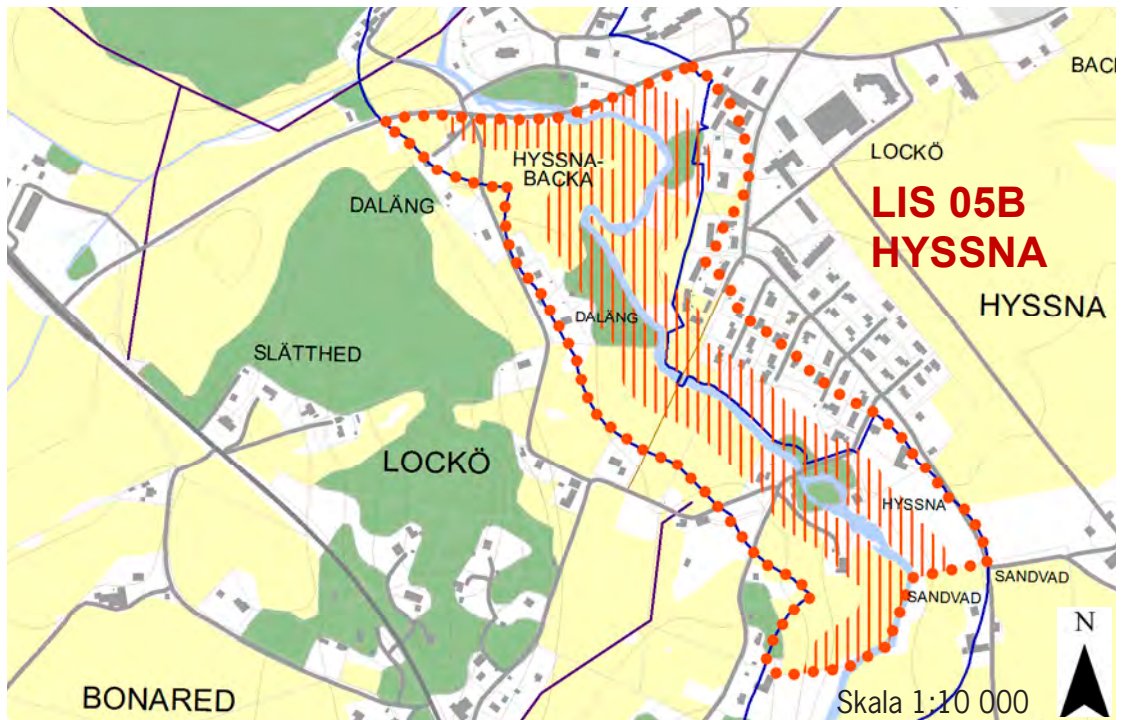 BACI
LOCKÖ
HYSSNA-
BACKA
DALÄNG
LIS 05B
HYSSNA
HYSSNA
DALÄNG
SLÄTTHED
LOCKÖ
HYSSNA
SANDVAD
SANDVAD
N
BONARED
Skala 1:10 000